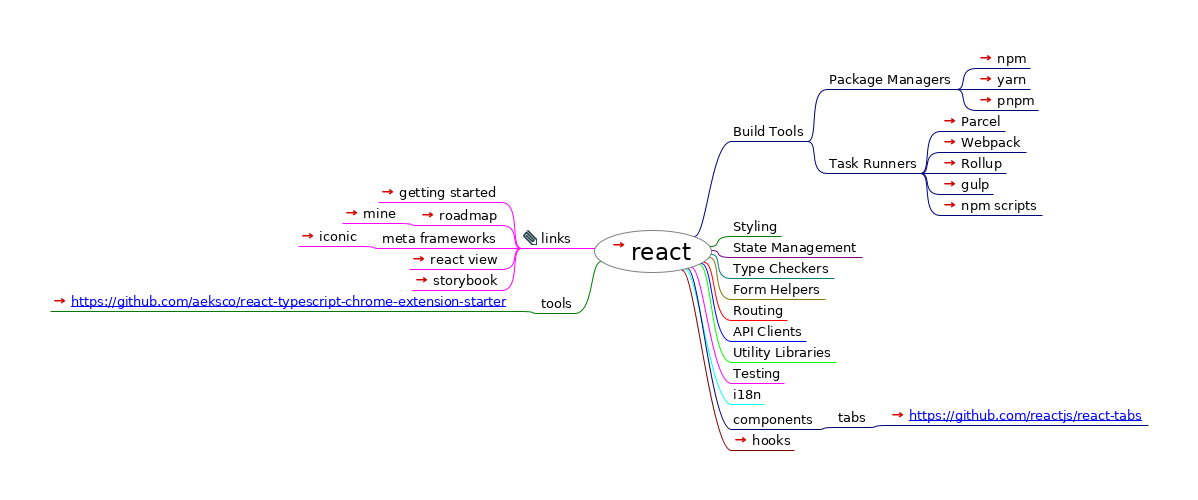 react
Build Tools
Package Managers
npm
yarn
pnpm
Task Runners
Parcel
Webpack
Rollup
gulp
npm scripts
Styling
State Management
Type Checkers
Form Helpers
Routing
API Clients
Utility Libraries
Testing
i18n
components
tabs
https://github.com/reactjs/react-tabs
hooks
links
getting started
roadmap
mine
meta frameworks
iconic
react view
storybook
tools
https://github.com/aeksco/react-typescript-chrome-extension-starter